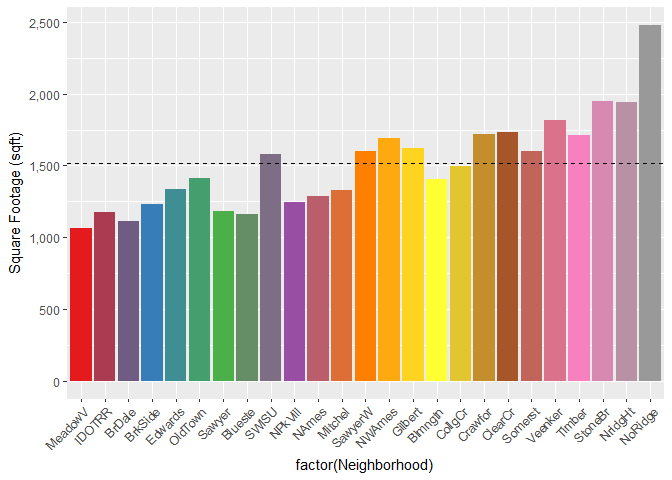 2,500
2,000
1,500
1,000
500
0
Square Footage (sqft)
MeadowV
IDOTRR
BrDale
BrkSide
Edwards
OldTown
Sawyer
Blueste
SWISU
NPkVill
NAmes
Mitchel
SawyerW
NWAmes
Gilbert
Blmngtn
CollgCr
Crawfor
ClearCr
Somerst
Veenker
Timber
StoneBr
NridgHt
NoRidge
factor(Neighborhood)